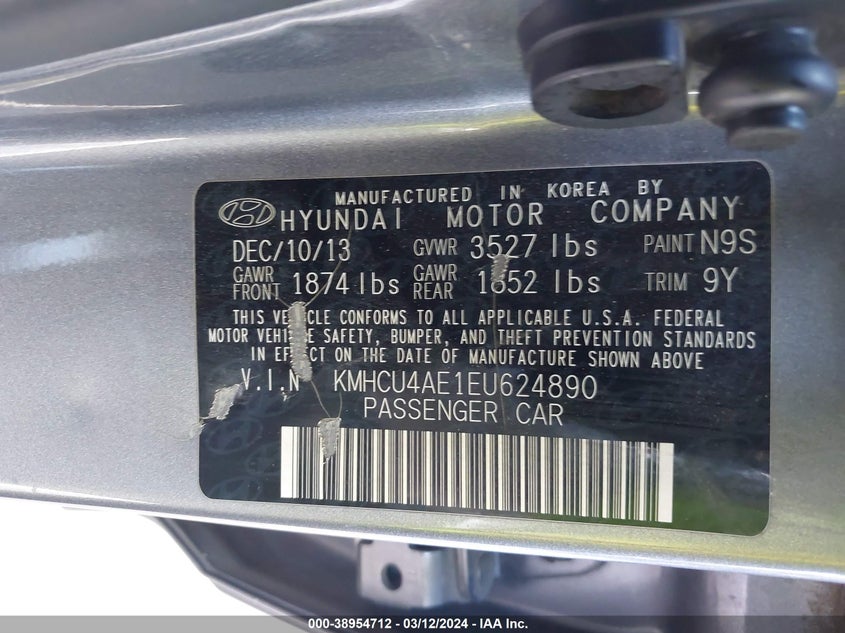 MANUFACTURED IN KOREA BY
HYUNDAI MOTOR COMPANY
DEC/10/13 GVWR 3527 lbs PAINT N9S
GAWR FRONT 1874 lbs GAWR REAR 1652 lbs TRIM 9Y
THIS VEHICLE CONFORMS TO ALL APPLICABLE U.S.A. FEDERAL
MOTOR VEHICLE SAFETY, BUMPER, AND THEFT PREVENTION STANDARDS
IN EFFECT ON THE DATE OF MANUFACTURE SHOWN ABOVE
V.I.N KMHCU4AE1EU624890
PASSENGER CAR
000-38954712 - 03/12/2024 - IAA Inc.